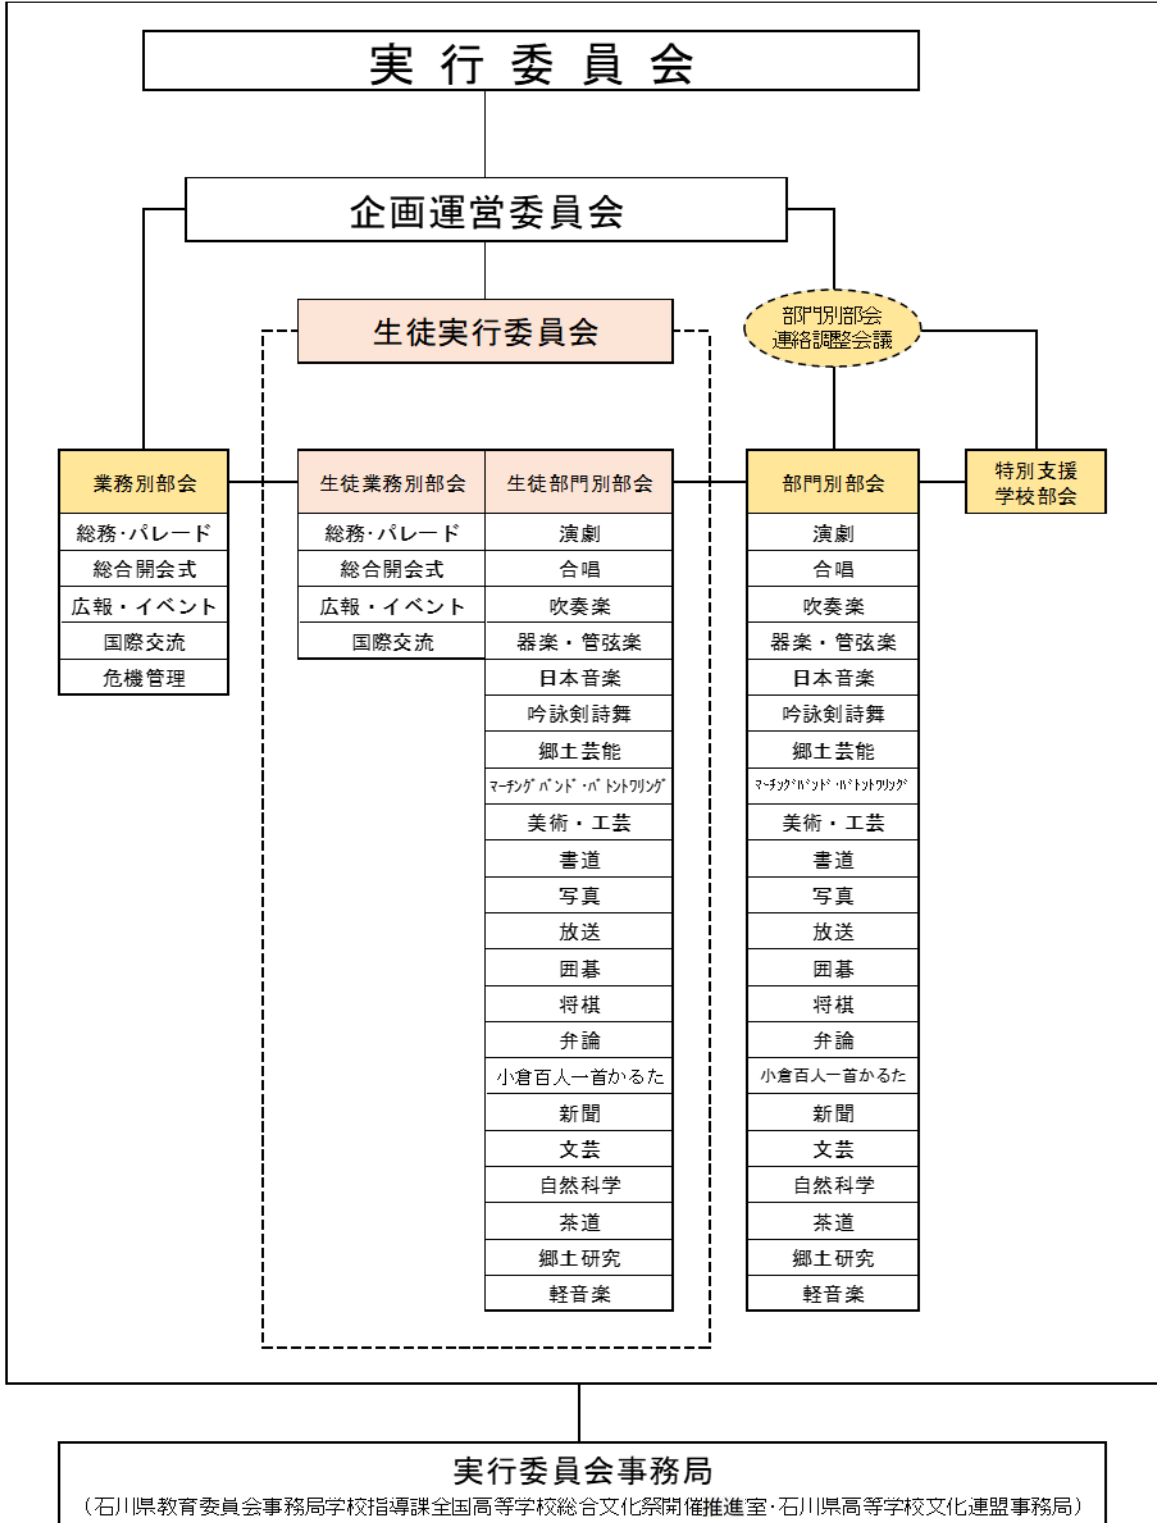 実行委員会
企画運営委員会
生徒実行委員会
部門別部会
連絡調整会議
業務別部会
総務・パレード
総合開会式
広報・イベント
国際交流
危機管理
生徒業務別部会
総務・パレード
総合開会式
広報・イベント
国際交流
生徒部門別部会
演劇
合唱
吹奏楽
器楽・管弦楽
日本音楽
吟詠剣詩舞
郷土芸能
マーチングバンド・バトントワリング
美術・工芸
書道
写真
放送
囲碁
将棋
弁論
小倉百人一首かるた
新聞
文芸
自然科学
茶道
郷土研究
軽音楽
部門別部会
演劇
合唱
吹奏楽
器楽・管弦楽
日本音楽
吟詠剣詩舞
郷土芸能
マーチングバンド・バトントワリング
美術・工芸
書道
写真
放送
囲碁
将棋
弁論
小倉百人一首かるた
新聞
文芸
自然科学
茶道
郷土研究
軽音楽
特別支援
学校部会
実行委員会事務局
（石川県教育委員会事務局学校指導課全国高等学校総合文化祭開催推進室・石川県高等学校文化連盟事務局）